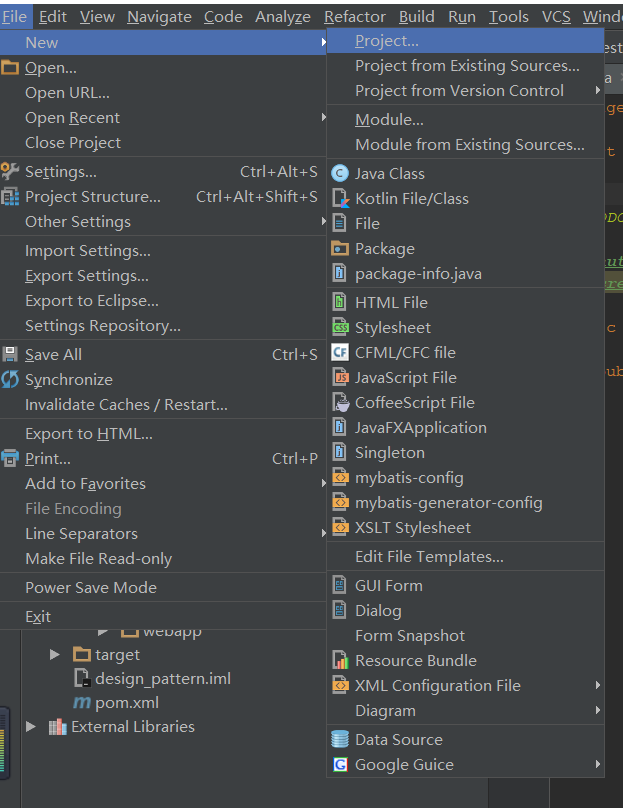 File Edit View Navigate Code Analyze Refactor Build Run Tools VCS
New
Open...
Open URL...
Open Recent
Close Project
Settings... Ctrl+Alt+S
Project Structure... Ctrl+Alt+Shift+S
Other Settings
Import Settings...
Export Settings...
Export to Eclipse...
Settings Repository...
Save All Ctrl+S
Synchronize
Invalidate Caches / Restart...
Export to HTML...
Print... Ctrl+P
Add to Favorites
File Encoding
Line Separators
Make File Read-only
Power Save Mode
Exit
Project...
Project from Existing Sources...
Project from Version Control
Module...
Module from Existing Sources...
Java Class
Kotlin File/Class
File
Package
package-info.java
HTML File
Stylesheet
CFML/CFC file
JavaScript File
CoffeeScript File
JavaFXApplication
Singleton
mybatis-config
mybatis-generator-config
XSLT Stylesheet
Edit File Templates...
GUI Form
Dialog
Form Snapshot
Resource Bundle
XML Configuration File
Diagram
Data Source
Google Guice
webapp
target
design_pattern.iml
pom.xml
External Libraries